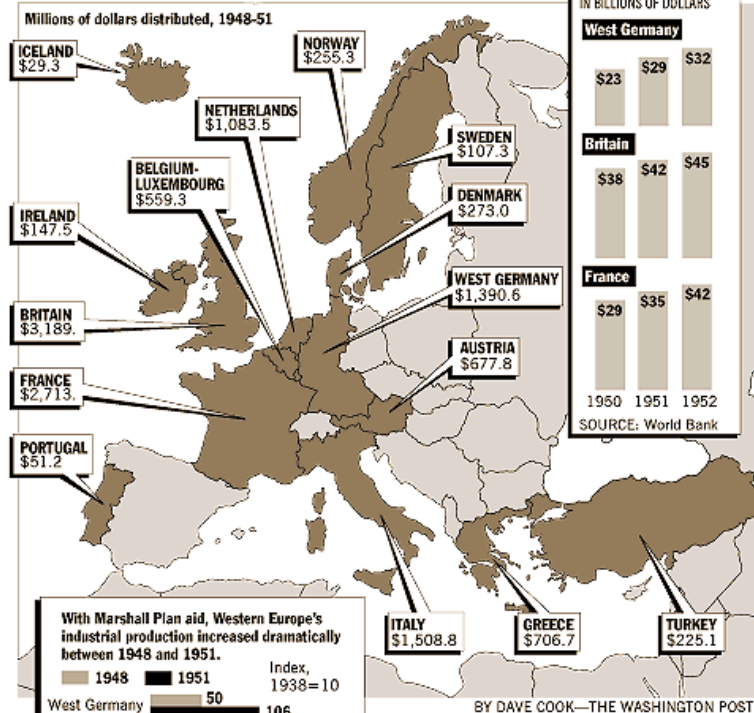 IN BILLIONS OF DOLLARS
Millions of dollars distributed, 1948-51
West Germany
$23
$29
$32
Britain
$38
$42
$45
France
$29
$35
$42
1950 1951 1952
SOURCE: World Bank
ICELAND
$29.3
NORWAY
$255.3
NETHERLANDS
$1,083.5
SWEDEN
$107.3
BELGIUM-
LUXEMBOURG
$559.3
DENMARK
$273.0
IRELAND
$147.5
WEST GERMANY
$1,390.6
BRITAIN
$3,189.
AUSTRIA
$677.8
FRANCE
$2,713.
PORTUGAL
$51.2
ITALY
$1,508.8
GREECE
$706.7
TURKEY
$225.1
With Marshall Plan aid, Western Europe's
industrial production increased dramatically
between 1948 and 1951.
1948 1951
Index,
1938=10
West Germany
50
106
BY DAVE COOK—THE WASHINGTON POST